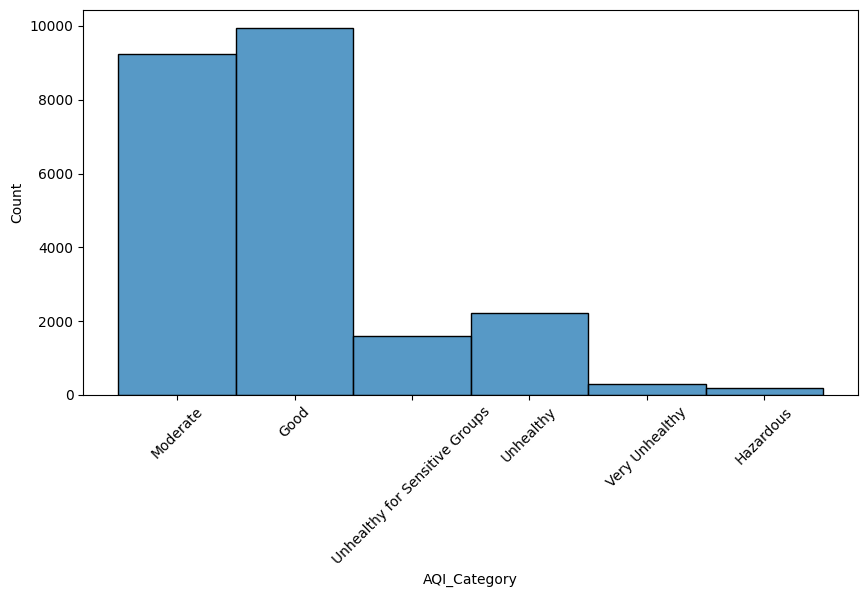 10000
8000
6000
4000
2000
0
Count
Moderate
Good
Unhealthy for Sensitive Groups
Unhealthy
Very Unhealthy
Hazardous
AQI_Category